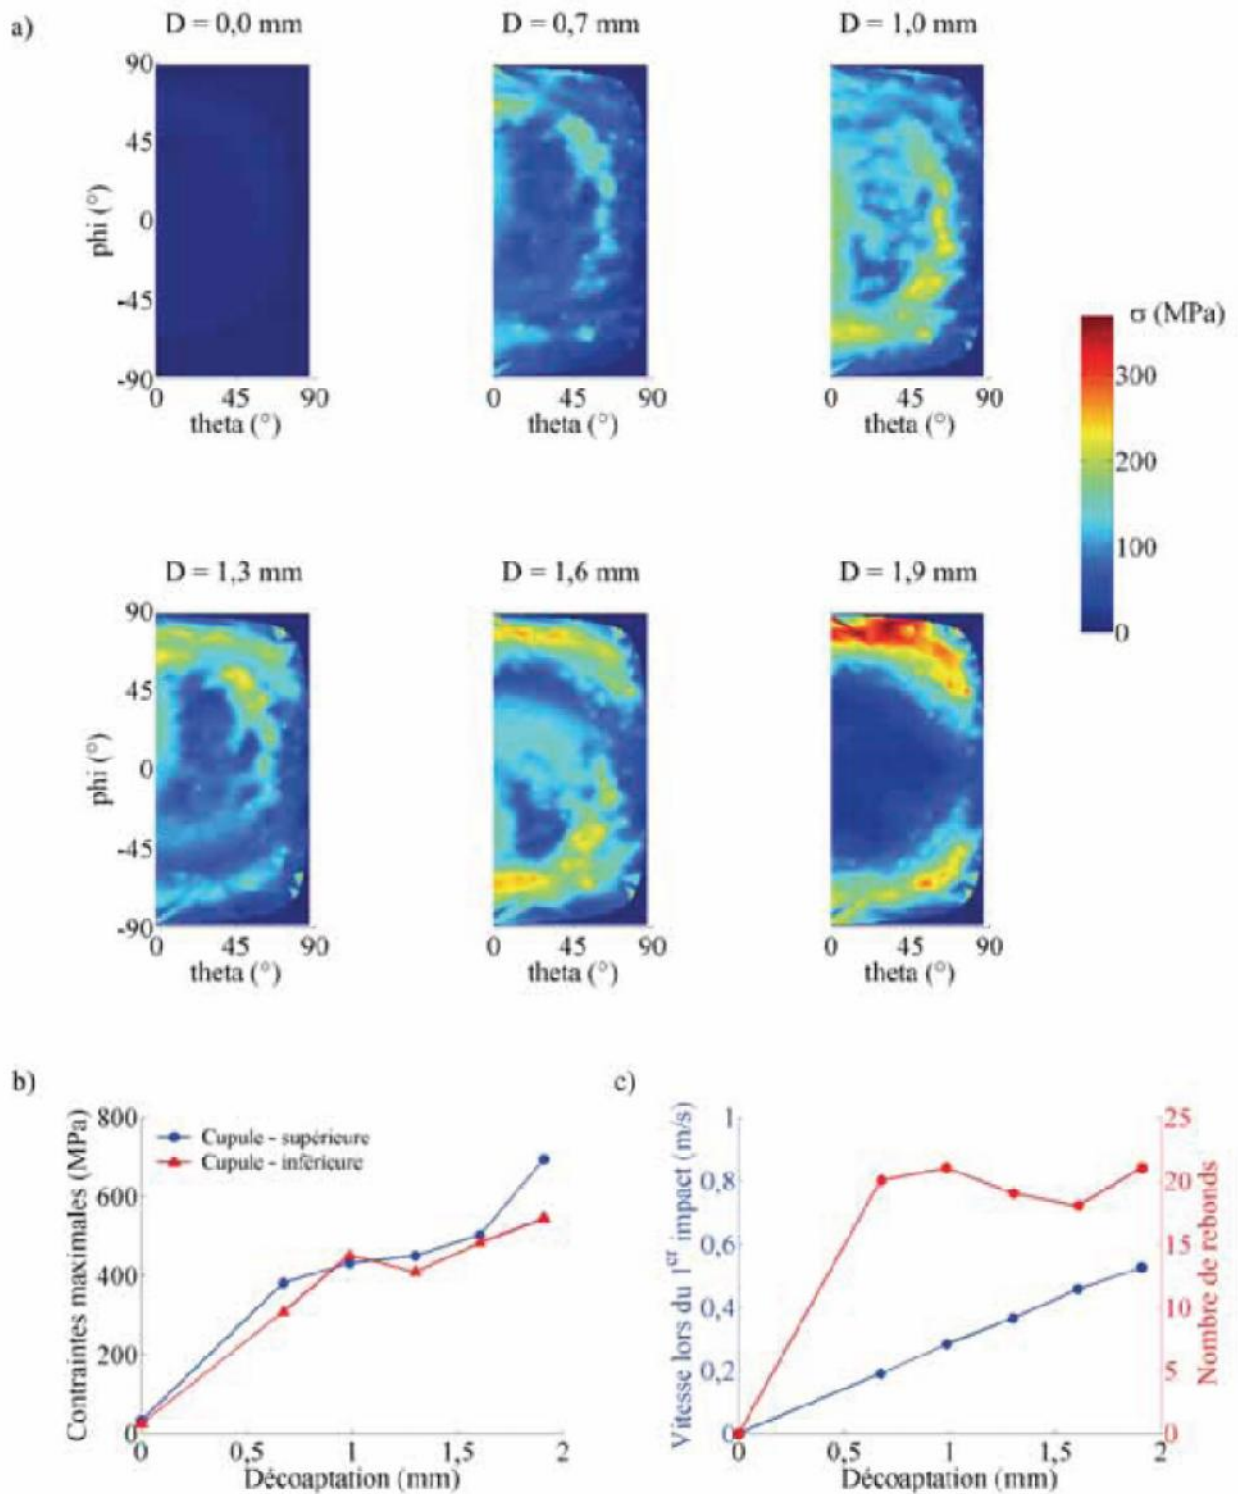 a)
D = 0,0 mm
D = 0,7 mm
D = 1,0 mm
90
45
0
-45
-90
phi (°)
0 45 90
theta (°)
0 45 90
theta (°)
0 45 90
theta (°)
σ (MPa)
300
200
100
0
D = 1,3 mm
D = 1,6 mm
D = 1,9 mm
90
45
0
-45
-90
phi (°)
0 45 90
theta (°)
0 45 90
theta (°)
0 45 90
theta (°)
b)
Contraintes maximales (MPa)
800
600
400
200
0
Cupule - supérieure
Cupule - inférieure
0 0,5 1 1,5 2
Décoaptation (mm)
c)
Vitesse lors du 1er impact (m/s)
1
0,8
0,6
0,4
0,2
0
25
20
15
10
5
0
Nombre de rebonds
0 0,5 1 1,5 2
Décoaptation (mm)